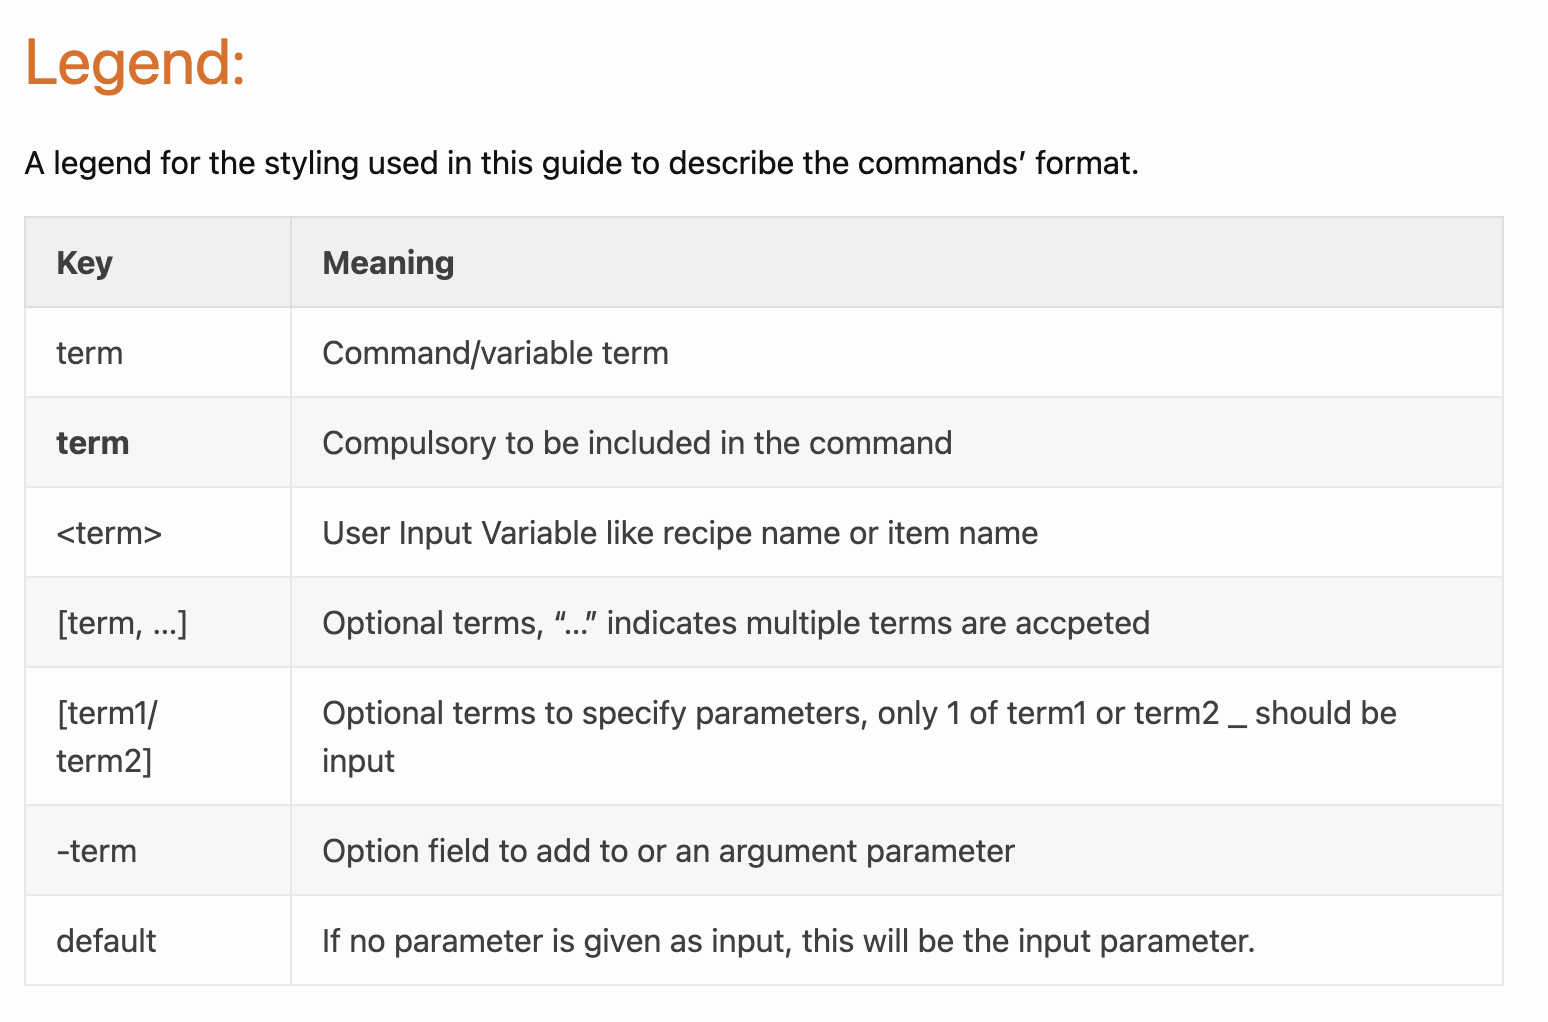 Legend:
A legend for the styling used in this guide to describe the commands’ format.
Key Meaning
term Command/variable term
term Compulsory to be included in the command
<term> User Input Variable like recipe name or item name
[term, ...] Optional terms, “...” indicates multiple terms are accpeted
[term1/ Optional terms to specify parameters, only 1 of term1 or term2 _ should be
term2] input
-term Option field to add to or an argument parameter
default If no parameter is given as input, this will be the input parameter.